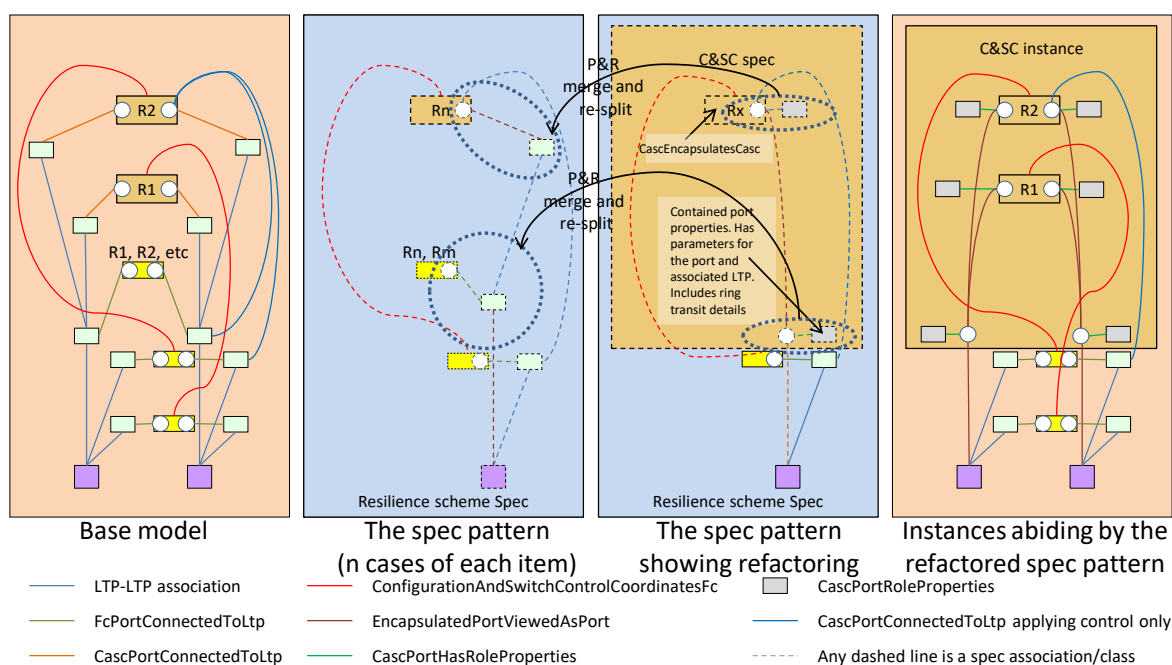 R2
R1
R1, R2, etc
Base model
P&R
merge and
re-split
Rn
P&R
merge and
re-split
Rn, Rm
Resilience scheme Spec
The spec pattern
(n cases of each item)
C&SC spec
Rx
CascEncapsulatesCasc
Contained port
properties. Has
parameters for
the port and
associated LTP.
Includes ring
transit details
Resilience scheme Spec
The spec pattern
showing refactoring
C&SC instance
R2
R1
Instances abiding by the
refactored spec pattern
LTP-LTP association
ConfigurationAndSwitchControlCoordinatesFc
CascPortRoleProperties
FcPortConnectedToLtp
EncapsulatedPortViewedAsPort
CascPortConnectedToLtp applying control only
CascPortConnectedToLtp
CascPortHasRoleProperties
Any dashed line is a spec association/class